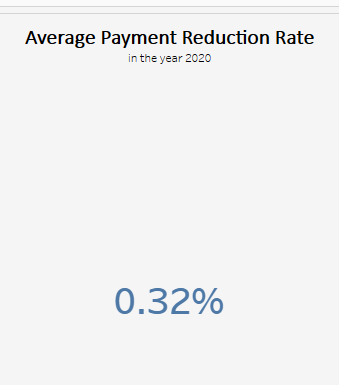 Average Payment Reduction Rate
in the year 2020
0.32%